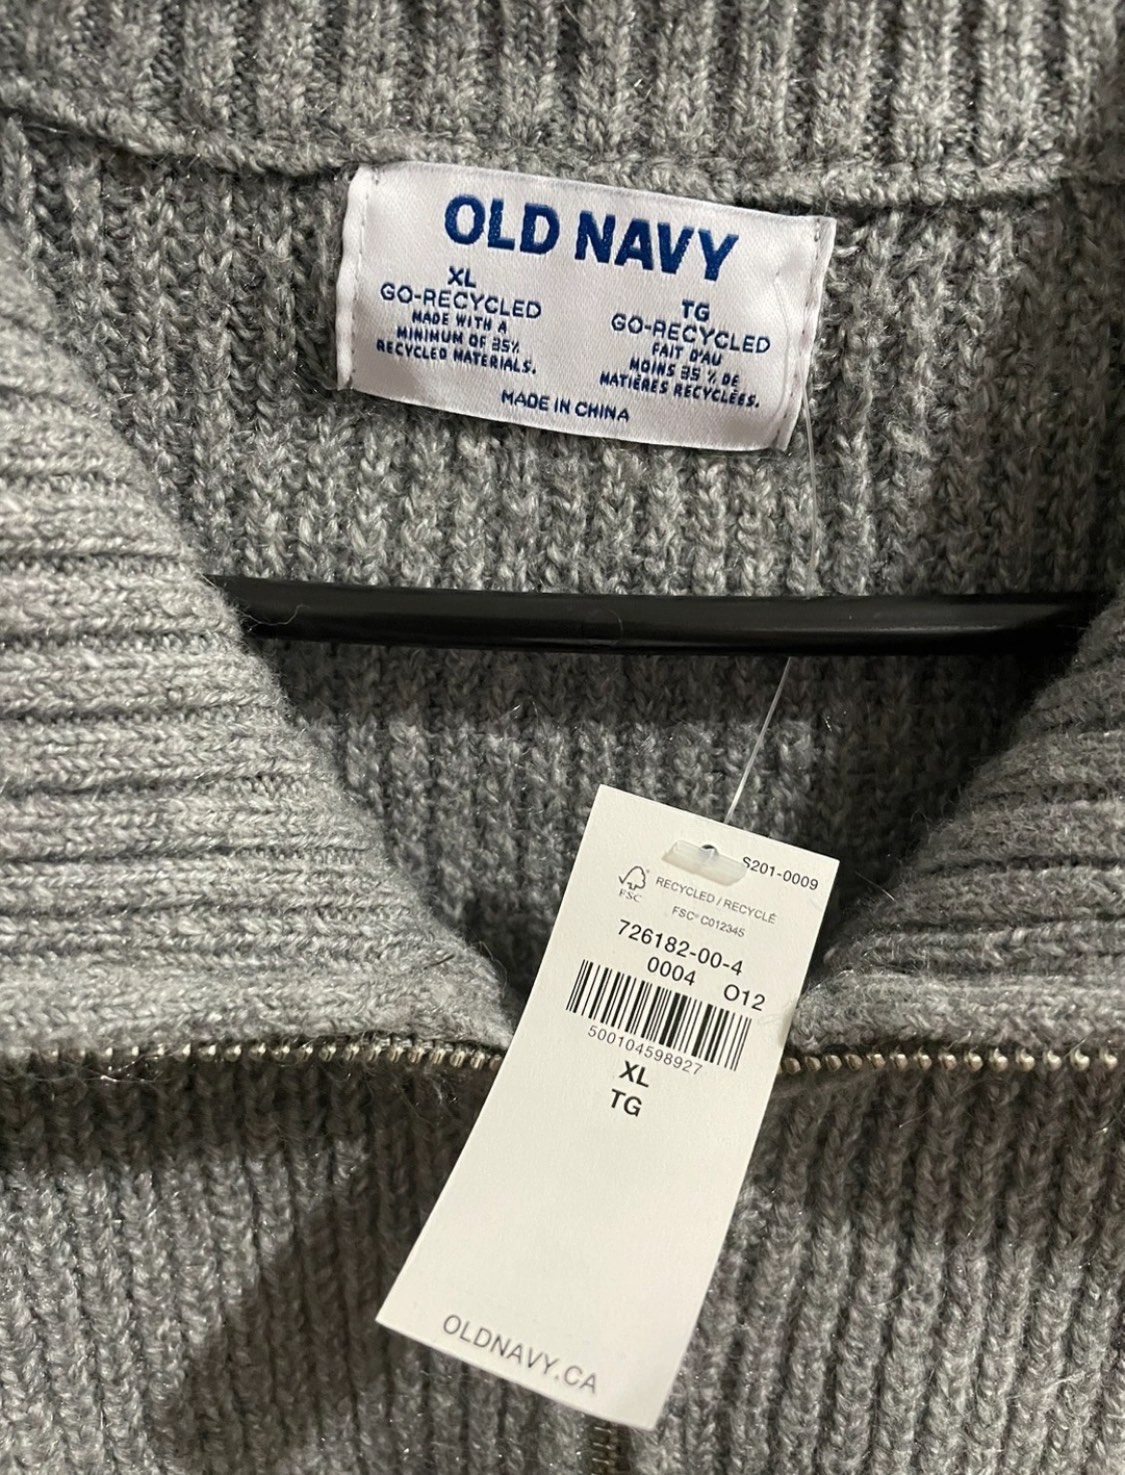 OLD NAVY
XL
GO-RECYCLED
MADE WITH A
MINIMUM OF 35%
RECYCLED MATERIALS.
TG
GO-RECYCLED
FAIT D'AU
MOINS 35 % DE
MATIÈRES RECYCLÉES.
MADE IN CHINA
S201-0009
FSC
RECYCLED / RECYCLÉ
FSC® C012345
726182-00-4
0004 O12
500104598927
XL
TG
OLDNAVY.CA